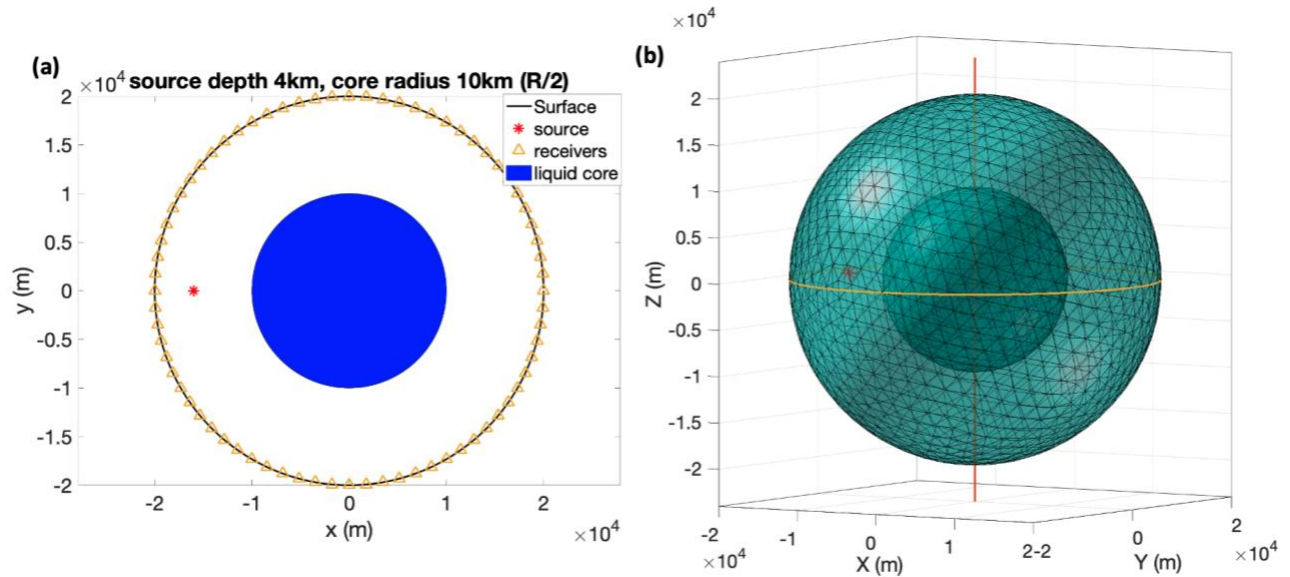 (a)
×10⁴ source depth 4km, core radius 10km (R/2)
Surface
source
receivers
liquid core
2
1.5
1
0.5
0
-0.5
-1
-1.5
-2
y (m)
-2 -1 0 1 2
x (m) ×10⁴
(b)
×10⁴
2
1.5
1
0.5
0
-0.5
-1
-1.5
-2
Z (m)
-2 -1 0 1 2
×10⁴ X (m)
-2 0 2
Y (m) ×10⁴